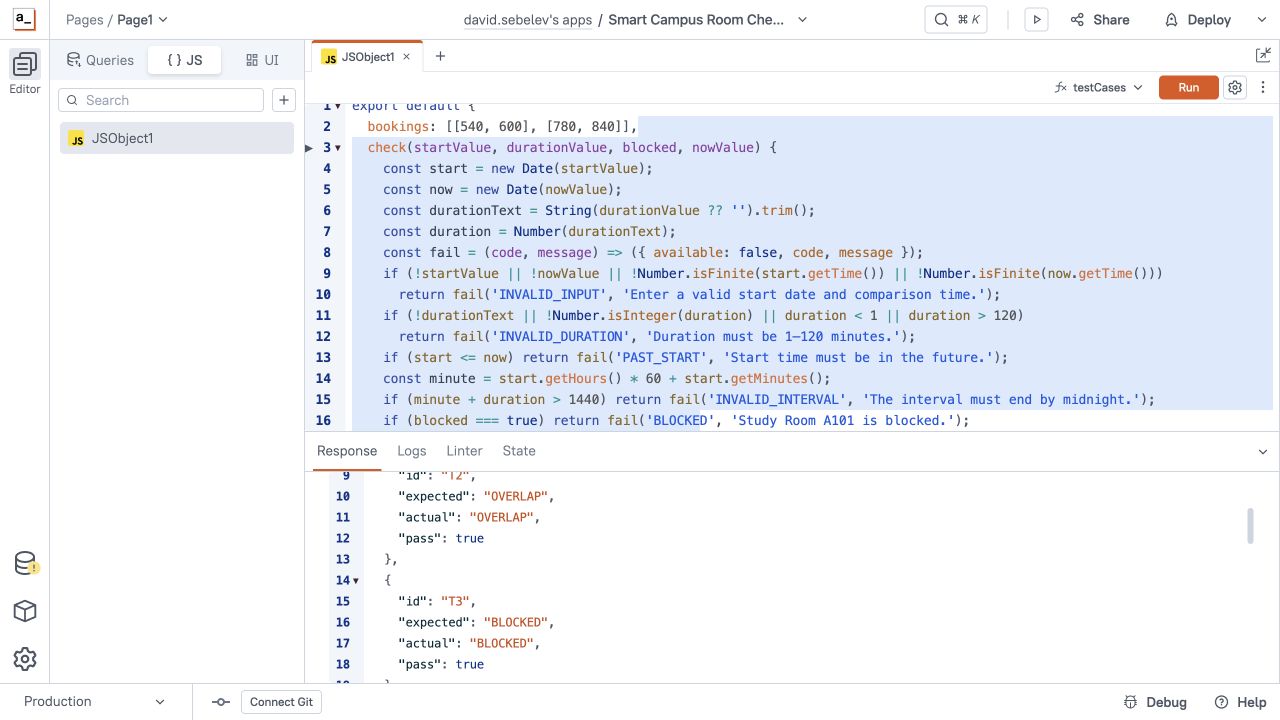 a_
Pages / Page1
david.sebelev's apps / Smart Campus Room Che...
⌘ K
Share
Deploy
Editor
Queries
{ } JS
UI
Search
JS JSObject1
JS JSObject1
fx testCases
Run
1 export default {
2 bookings: [[540, 600], [780, 840]],
3 check(startValue, durationValue, blocked, nowValue) {
4 const start = new Date(startValue);
5 const now = new Date(nowValue);
6 const durationText = String(durationValue ?? '').trim();
7 const duration = Number(durationText);
8 const fail = (code, message) => ({ available: false, code, message });
9 if (!startValue || !nowValue || !Number.isFinite(start.getTime()) || !Number.isFinite(now.getTime()))
10 return fail('INVALID_INPUT', 'Enter a valid start date and comparison time.');
11 if (!durationText || !Number.isInteger(duration) || duration < 1 || duration > 120)
12 return fail('INVALID_DURATION', 'Duration must be 1–120 minutes.');
13 if (start <= now) return fail('PAST_START', 'Start time must be in the future.');
14 const minute = start.getHours() * 60 + start.getMinutes();
15 if (minute + duration > 1440) return fail('INVALID_INTERVAL', 'The interval must end by midnight.');
16 if (blocked === true) return fail('BLOCKED', 'Study Room A101 is blocked.');
Response Logs Linter State
9 "id": "T2",
10 "expected": "OVERLAP",
11 "actual": "OVERLAP",
12 "pass": true
13 },
14 {
15 "id": "T3",
16 "expected": "BLOCKED",
17 "actual": "BLOCKED",
18 "pass": true
Production
Connect Git
Debug
Help